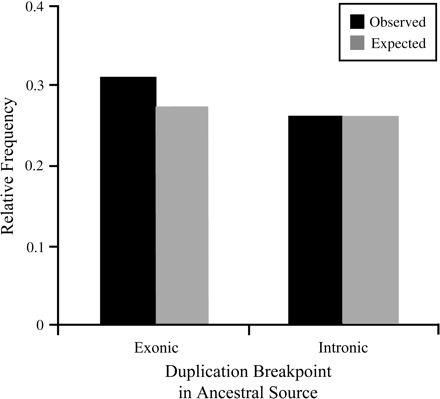 0.4
0.3
0.2
0.1
0
Relative Frequency
Observed
Expected
Exonic
Intronic
Duplication Breakpoint
in Ancestral Source